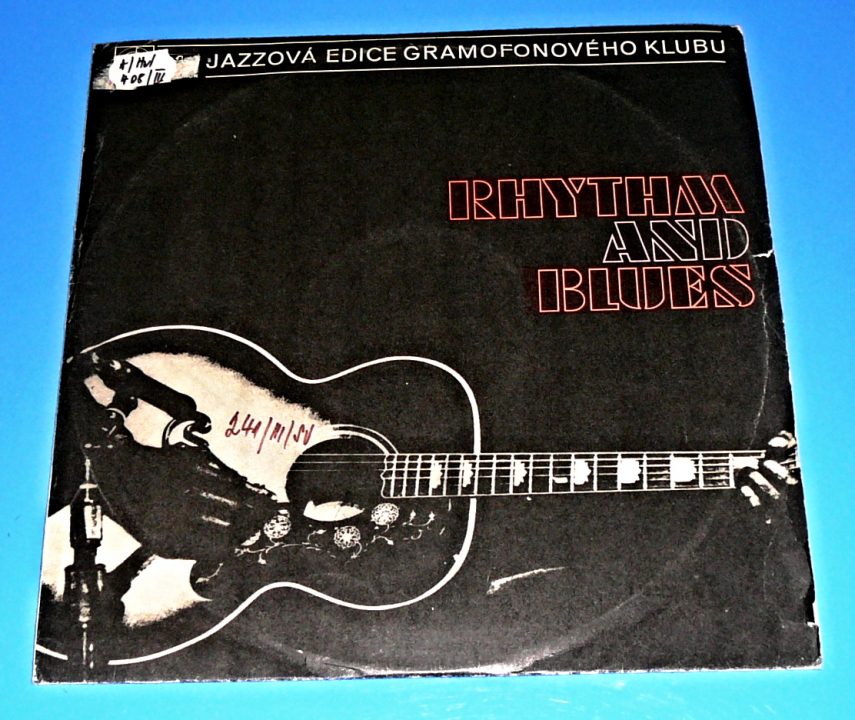 JAZZOVÁ EDICE GRAMOFONOVÉHO KLUBU
RHYTHM
AND
BLUES